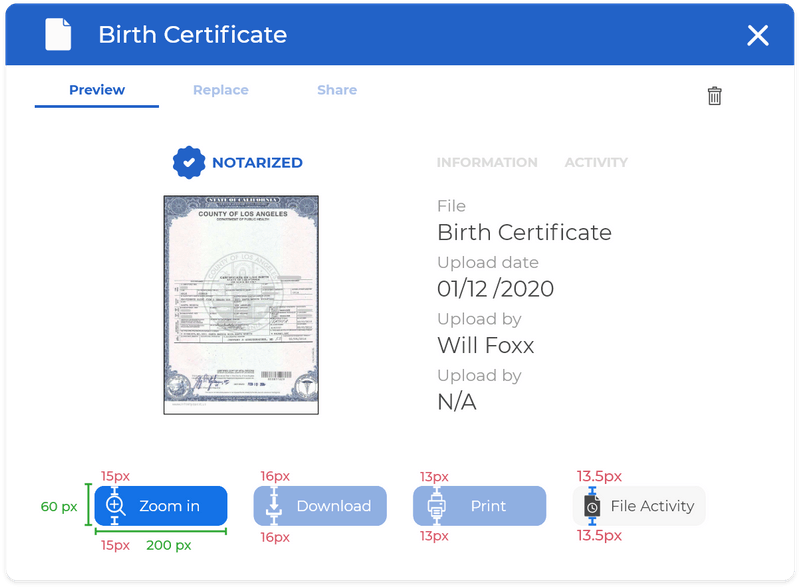 Birth Certificate
Preview Replace Share
NOTARIZED
INFORMATION ACTIVITY
STATE OF CALIFORNIA
COUNTY OF LOS ANGELES
DEPARTMENT OF PUBLIC HEALTH
File
Birth Certificate
Upload date
01/12 /2020
Upload by
Will Foxx
Upload by
N/A
15px 16px 13px 13.5px
60 px Zoom in Download Print File Activity
15px 200 px 16px 13px 13.5px